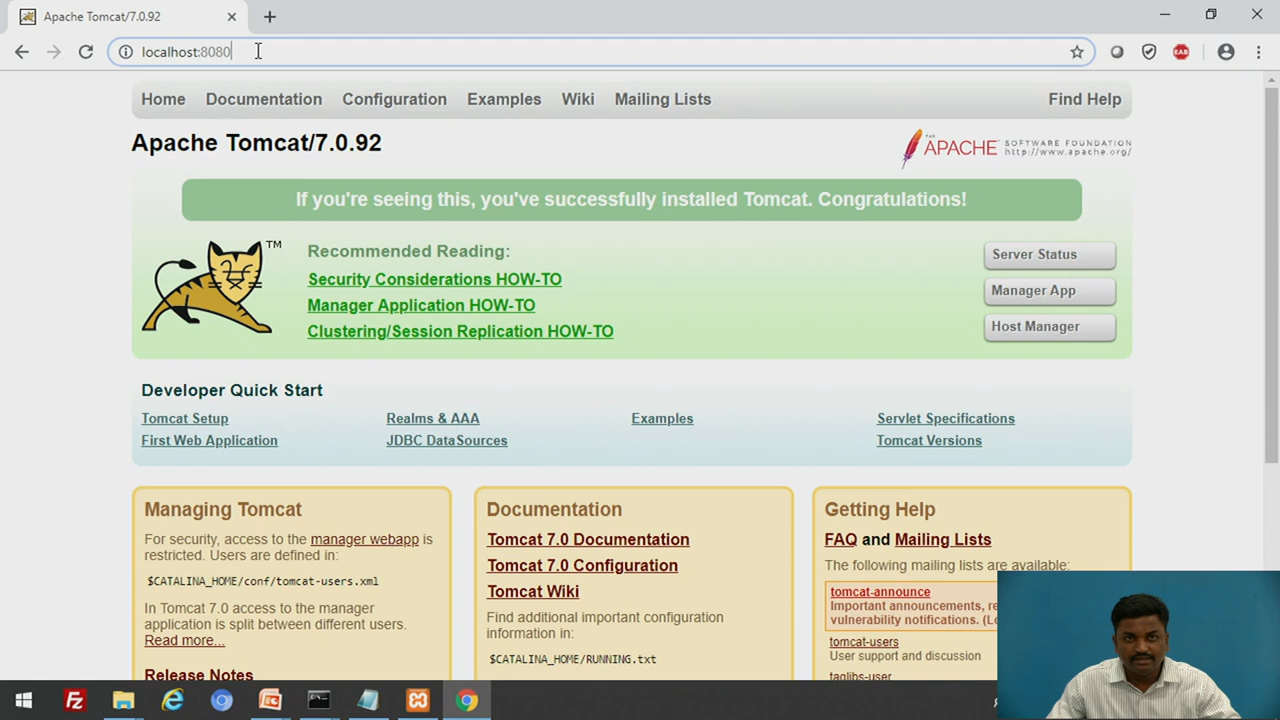 Apache Tomcat/7.0.92
localhost:8080
Home Documentation Configuration Examples Wiki Mailing Lists Find Help
Apache Tomcat/7.0.92
THE APACHE SOFTWARE FOUNDATION
http://www.apache.org/
If you're seeing this, you've successfully installed Tomcat. Congratulations!
TM
Recommended Reading:
Security Considerations HOW-TO
Manager Application HOW-TO
Clustering/Session Replication HOW-TO
Server Status
Manager App
Host Manager
Developer Quick Start
Tomcat Setup
First Web Application
Realms & AAA
JDBC DataSources
Examples
Servlet Specifications
Tomcat Versions
Managing Tomcat
For security, access to the manager webapp is
restricted. Users are defined in:
$CATALINA_HOME/conf/tomcat-users.xml
In Tomcat 7.0 access to the manager
application is split between different users.
Read more...
Release Notes
Documentation
Tomcat 7.0 Documentation
Tomcat 7.0 Configuration
Tomcat Wiki
Find additional important configuration
information in:
$CATALINA_HOME/RUNNING.txt
Getting Help
FAQ and Mailing Lists
The following mailing lists are available:
tomcat-announce
Important announcements,
vulnerability notifications.
tomcat-users
User support and discussion
taglibs-user